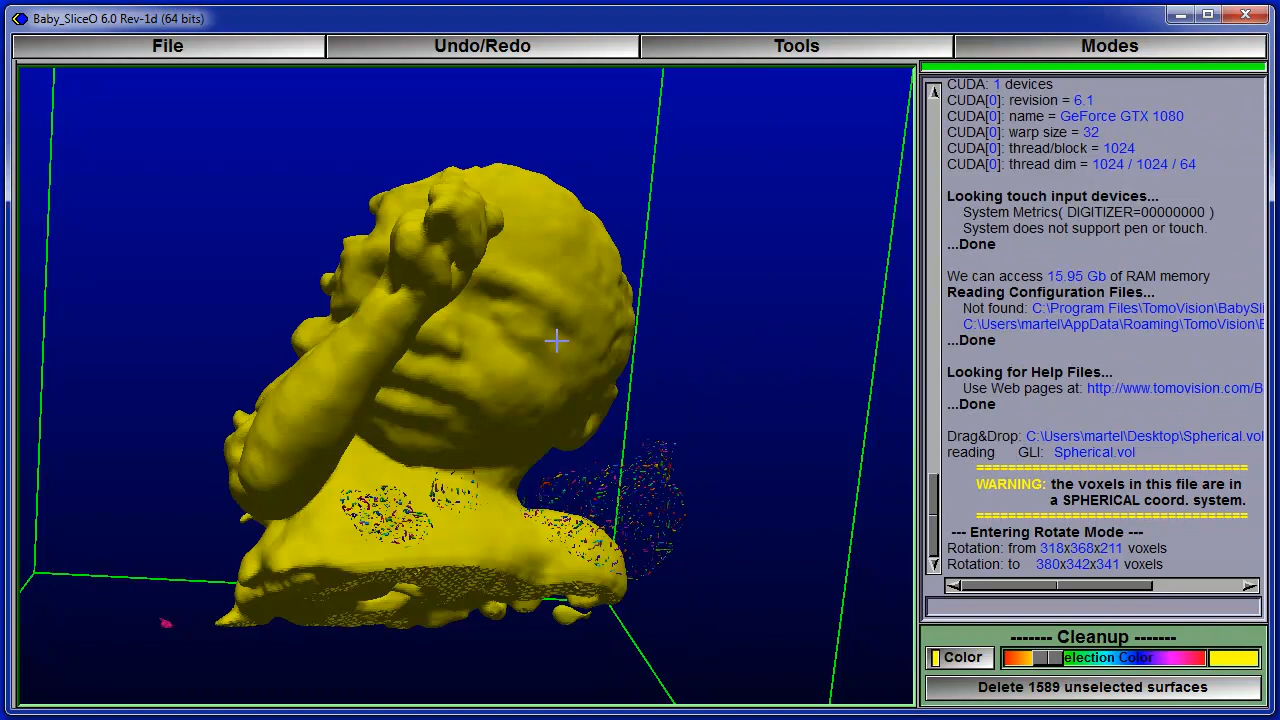 Baby_SliceO 6.0 Rev-1d (64 bits)
File Undo/Redo Tools Modes
CUDA: 1 devices
CUDA[0]: revision = 6.1
CUDA[0]: name = GeForce GTX 1080
CUDA[0]: warp size = 32
CUDA[0]: thread/block = 1024
CUDA[0]: thread dim = 1024 / 1024 / 64
Looking touch input devices...
System Metrics( DIGITIZER=00000000 )
System does not support pen or touch.
...Done
We can access 15.95 Gb of RAM memory
Reading Configuration Files...
Not found: C:\Program Files\TomoVision\BabySli
C:\Users\martel\AppData\Roaming\TomoVision\B
...Done
Looking for Help Files...
Use Web pages at: http://www.tomovision.com/B
...Done
Drag&Drop: C:\Users\martel\Desktop\Spherical.vol
reading GLI: Spherical.vol
==================================
WARNING: the voxels in this file are in
a SPHERICAL coord. system.
==================================
--- Entering Rotate Mode ---
Rotation: from 318x368x211 voxels
Rotation: to 380x342x341 voxels
------- Cleanup -------
Color election Color
Delete 1589 unselected surfaces